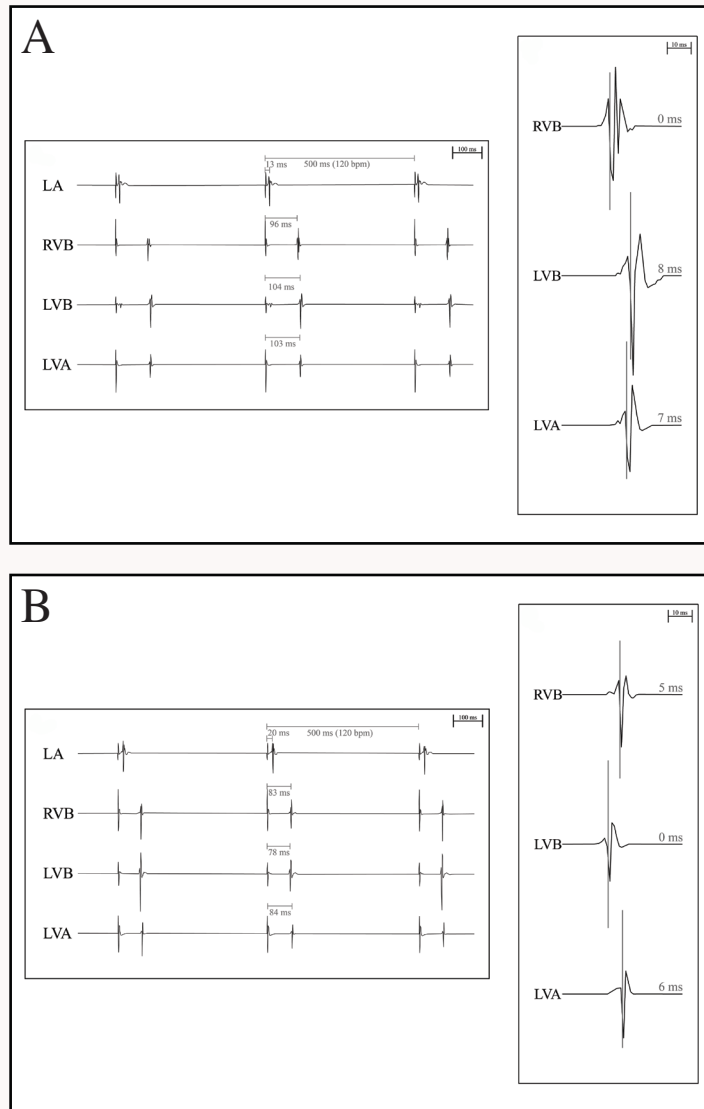 A
100 ms
13 ms
500 ms (120 bpm)
LA
96 ms
RVB
104 ms
LVB
103 ms
LVA
10 ms
RVB
0 ms
LVB
8 ms
LVA
7 ms
B
100 ms
20 ms
500 ms (120 bpm)
LA
83 ms
RVB
78 ms
LVB
84 ms
LVA
10 ms
RVB
5 ms
LVB
0 ms
LVA
6 ms